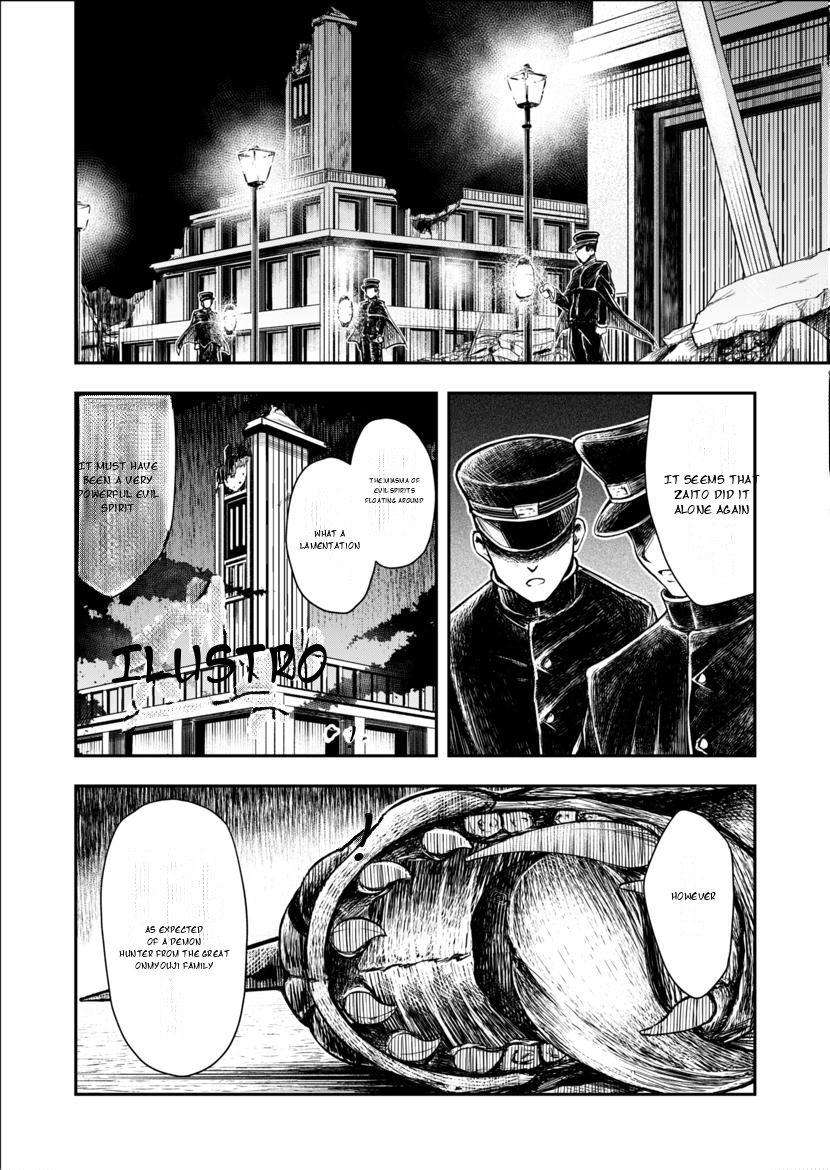 IT SEEMS THAT
ZAITO DID IT
ALONE AGAIN
THE MIASMA OF
EVIL SPIRITS
FLOATING AROUND
WHAT A
LAMENTATION
IT MUST HAVE
BEEN A VERY
POWERFUL EVIL
SPIRIT
ILUSTRO
!
HOWEVER
AS EXPECTED
OF A DEMON
HUNTER FROM THE GREAT
ONMYOUJI FAMILY